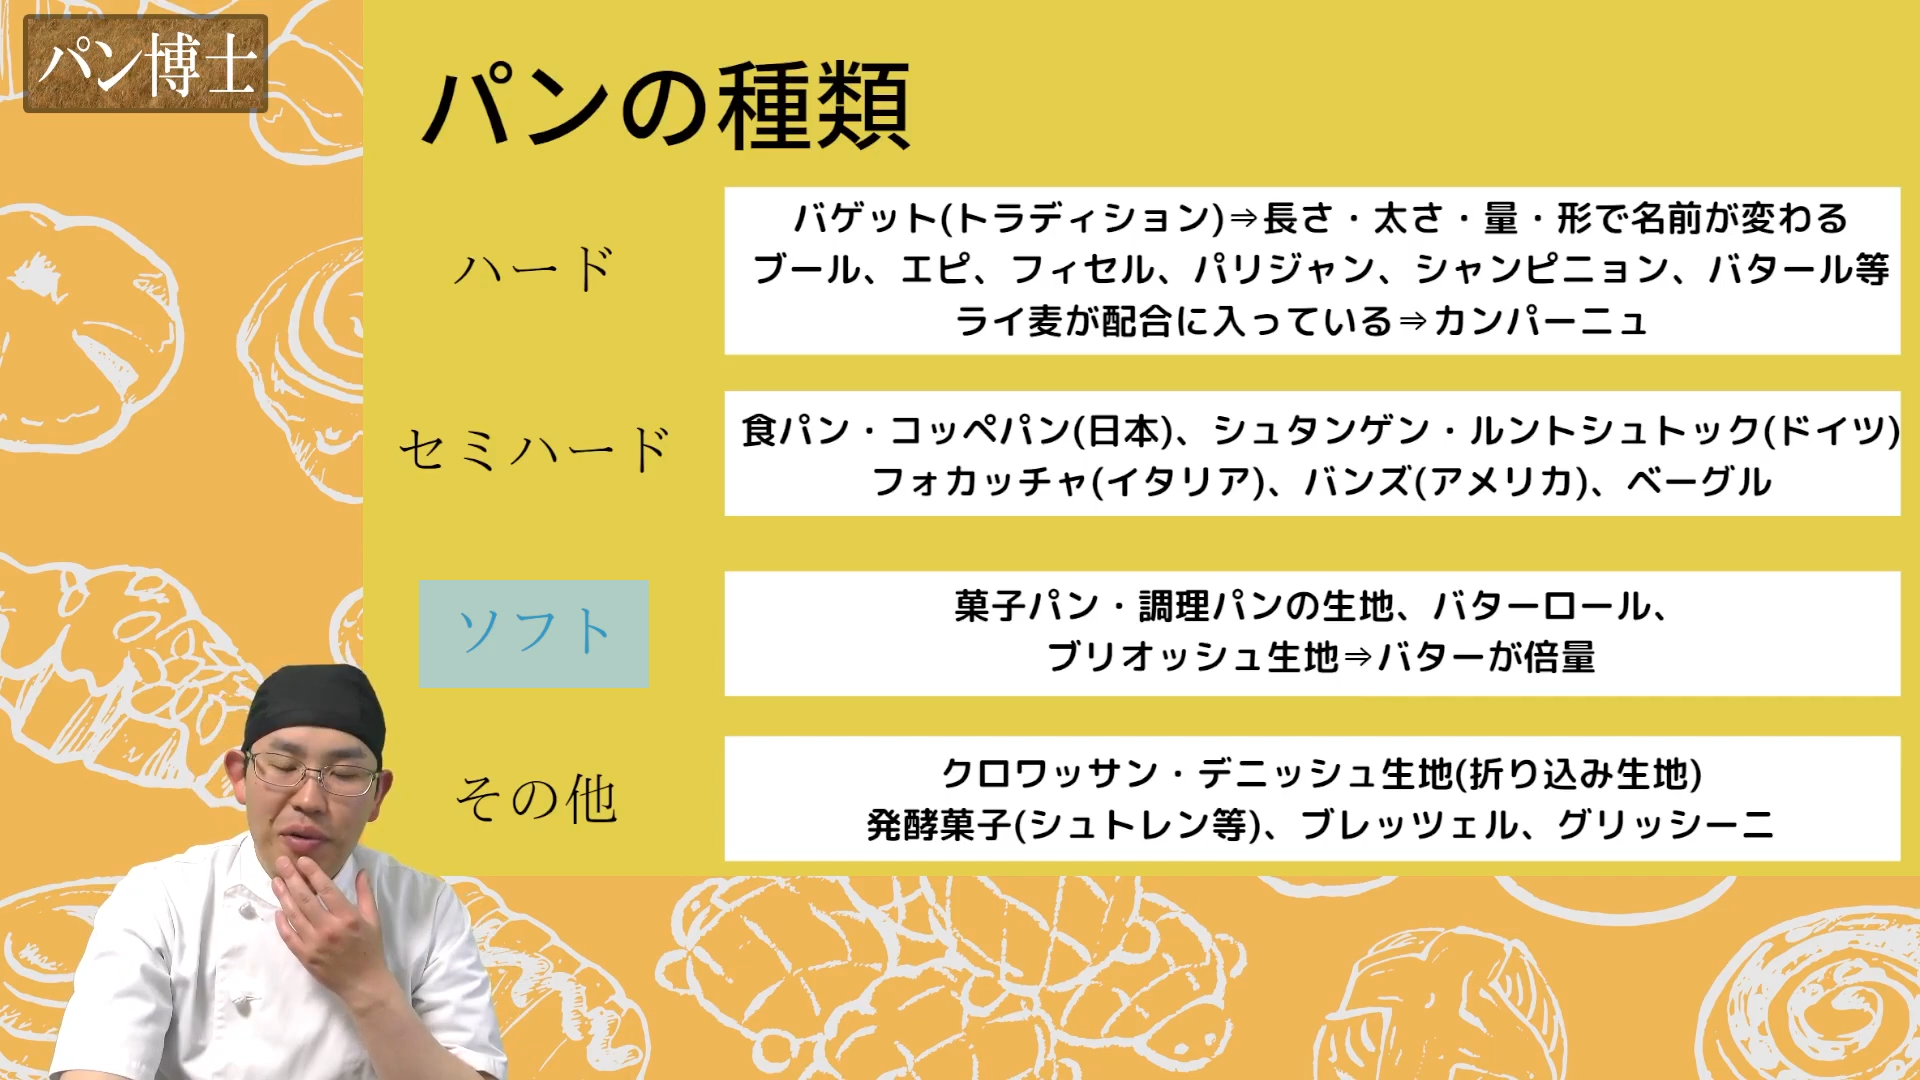 パン博士
パンの種類
ハード
バゲット(トラディション)⇒長さ・太さ・量・形で名前が変わる
ブール、エピ、フィセル、パリジャン、シャンピニョン、バタール等
ライ麦が配合に入っている⇒カンパーニュ
セミハード
食パン・コッペパン(日本)、シュタンゲン・ルントシュトック(ドイツ)
フォカッチャ(イタリア)、バンズ(アメリカ)、ベーグル
ソフト
菓子パン・調理パンの生地、バターロール、
ブリオッシュ生地⇒バターが倍量
その他
クロワッサン・デニッシュ生地(折り込み生地)
発酵菓子(シュトレン等)、ブレッツェル、グリッシーニ